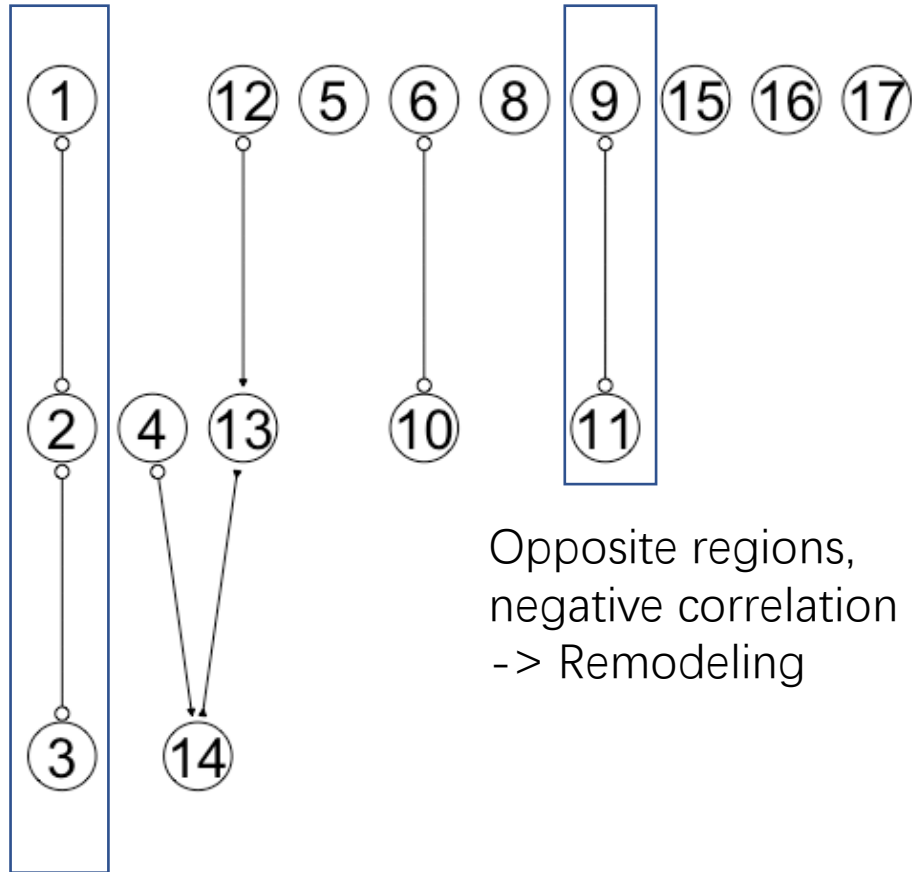 1 12 5 6 8 9 15 16 17
2 4 13 10 11
Opposite regions,
negative correlation
-> Remodeling
3 14